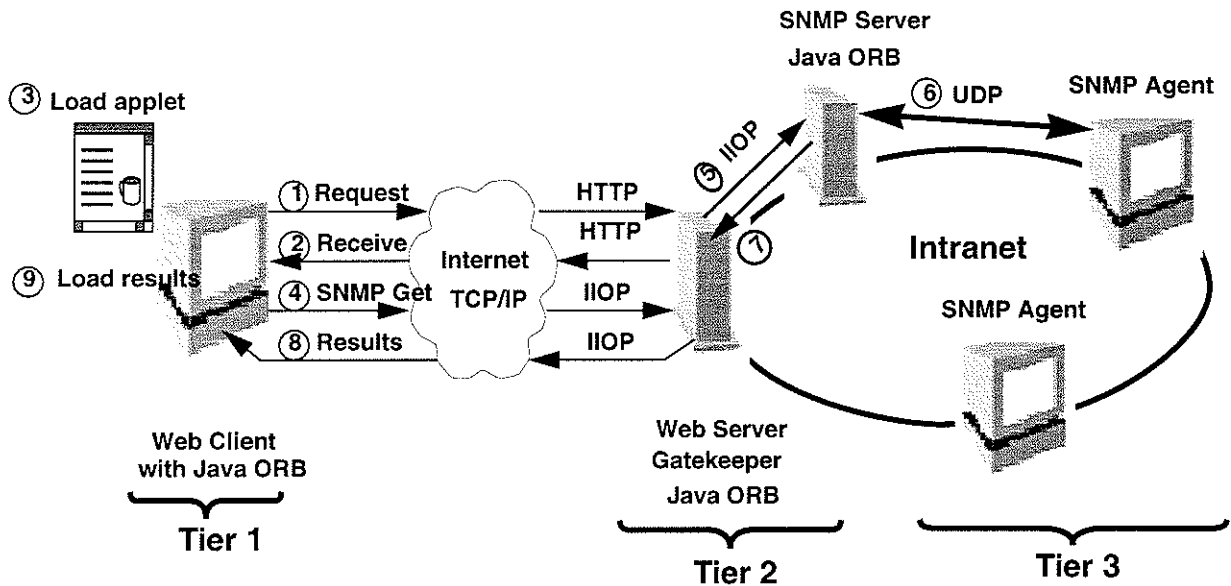 SNMP Server
Java ORB
③ Load applet
⑥ UDP
SNMP Agent
⑤ IIOP
① Request
HTTP
② Receive
HTTP
⑦
Internet
TCP/IP
Intranet
⑨ Load results
④ SNMP Get
IIOP
SNMP Agent
⑧ Results
IIOP
Web Client
with Java ORB
Web Server
Gatekeeper
Java ORB
Tier 1
Tier 2
Tier 3